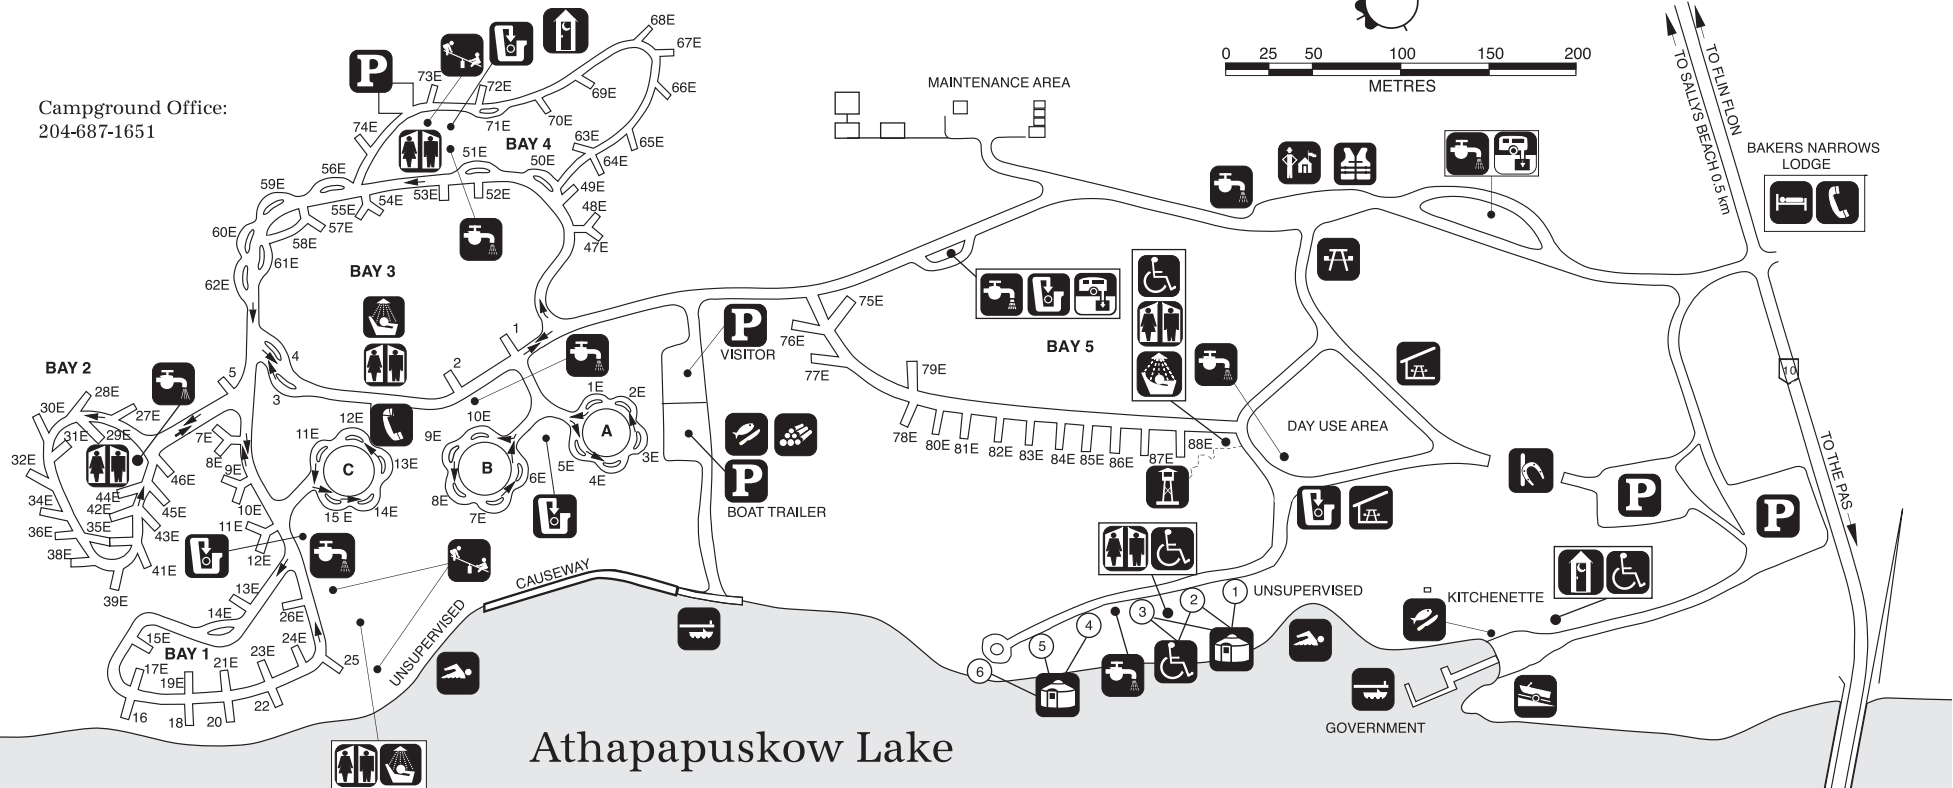 Campground Office:
204-687-1651
68E
67E
66E
65E
64E
63E
69E
70E
71E
72E
73E
74E
P
BAY 4
51E
50E
49E
48E
47E
52E
53E
54E
55E
56E
57E
58E
59E
60E
61E
62E
BAY 3
BAY 2
28E
27E
29E
30E
31E
32E
34E
36E
38E
39E
35E
41E
42E
43E
44E
45E
46E
5
4
3
2
1
7E
8E
9E
10E
11E
12E
13E
14E
15E
BAY 1
17E
19E
21E
23E
24E
26E
25
16
18
20
22
12E
11E
C
13E
14E
15 E
10E
9E
B
8E
7E
6E
1E
2E
A
3E
4E
5E
UNSUPERVISED
CAUSEWAY
P
VISITOR
P
BOAT TRAILER
MAINTENANCE AREA
0 25 50 100 150 200
METRES
TO SALLYS BEACH 0.5 km
TO FLIN FLON
BAKERS NARROWS
LODGE
10
TO THE PAS
75E
76E
77E
BAY 5
79E
78E
80E
81E
82E
83E
84E
85E
86E
87E
88E
DAY USE AREA
P
P
1
2
3
4
5
6
UNSUPERVISED
KITCHENETTE
GOVERNMENT
Athapapuskow Lake